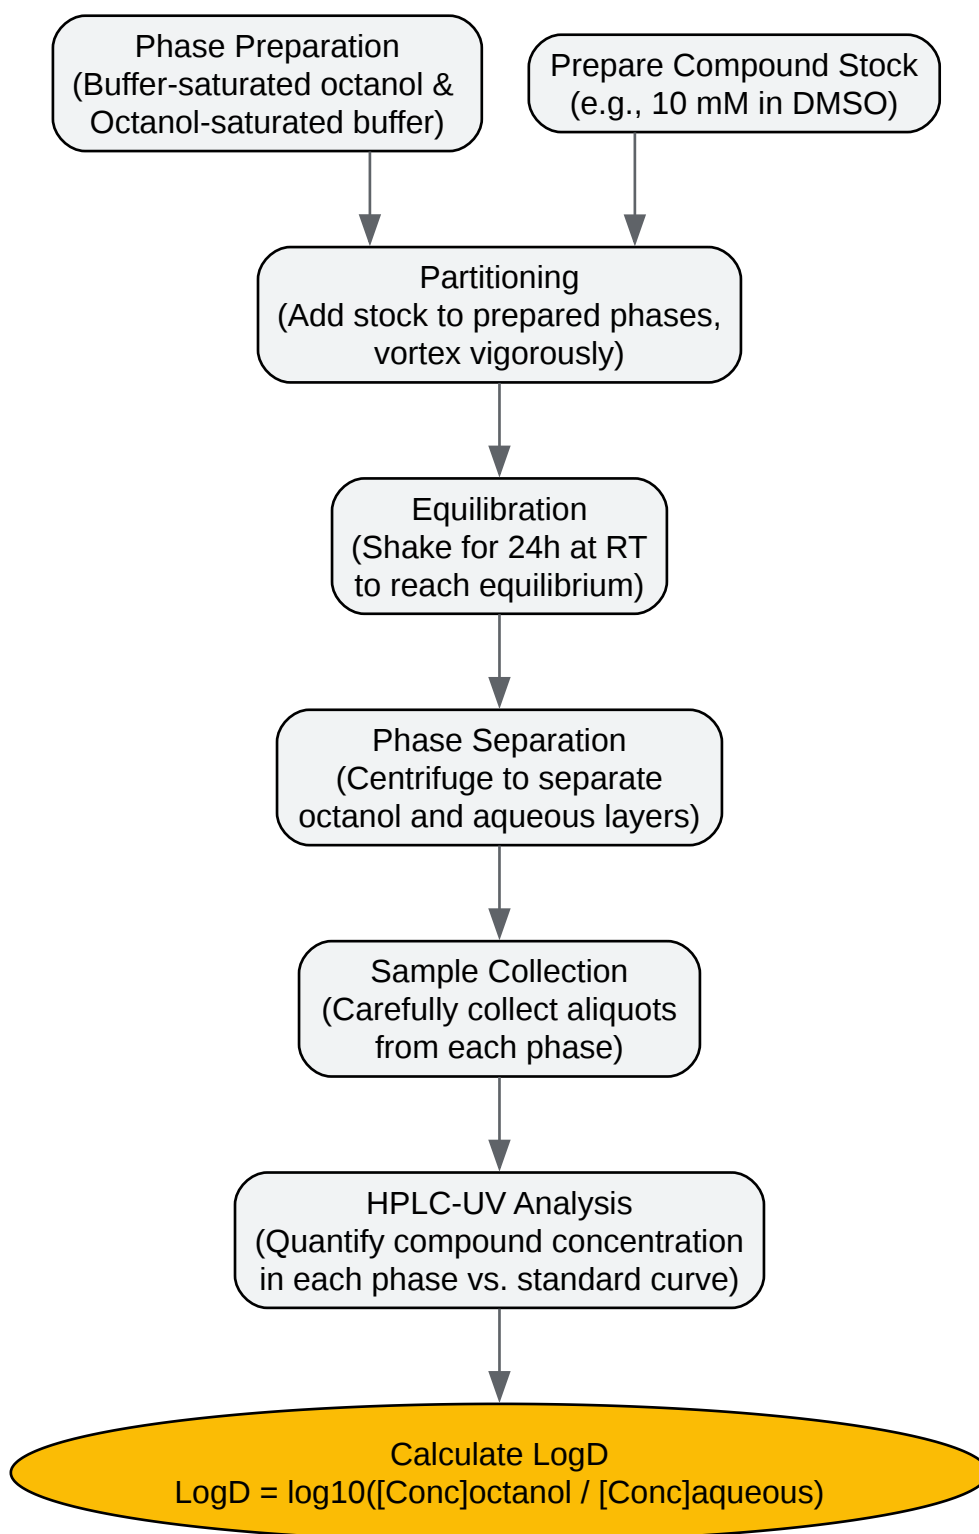 Phase Preparation
(Buffer-saturated octanol &
Octanol-saturated buffer)
Prepare Compound Stock
(e.g., 10 mM in DMSO)
Partitioning
(Add stock to prepared phases,
vortex vigorously)
Equilibration
(Shake for 24h at RT
to reach equilibrium)
Phase Separation
(Centrifuge to separate
octanol and aqueous layers)
Sample Collection
(Carefully collect aliquots
from each phase)
HPLC-UV Analysis
(Quantify compound concentration
in each phase vs. standard curve)
Calculate LogD
LogD = log10([Conc]octanol / [Conc]aqueous)